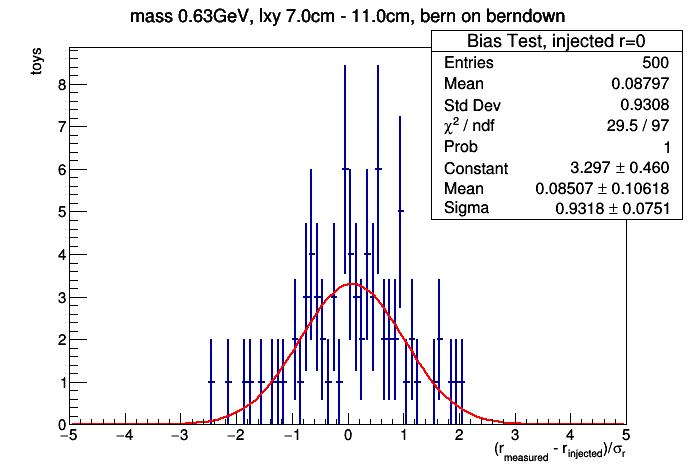 mass 0.63GeV, lxy 7.0cm - 11.0cm, bern on berndown
Bias Test, injected r=0
Entries 500
Mean 0.08797
Std Dev 0.9308
χ² / ndf 29.5 / 97
Prob 1
Constant 3.297 ± 0.460
Mean 0.08507 ± 0.10618
Sigma 0.9318 ± 0.0751
toys
8
7
6
5
4
3
2
1
0
−5 −4 −3 −2 −1 0 1 2 3 4 5
(r_measured - r_injected)/σ_r